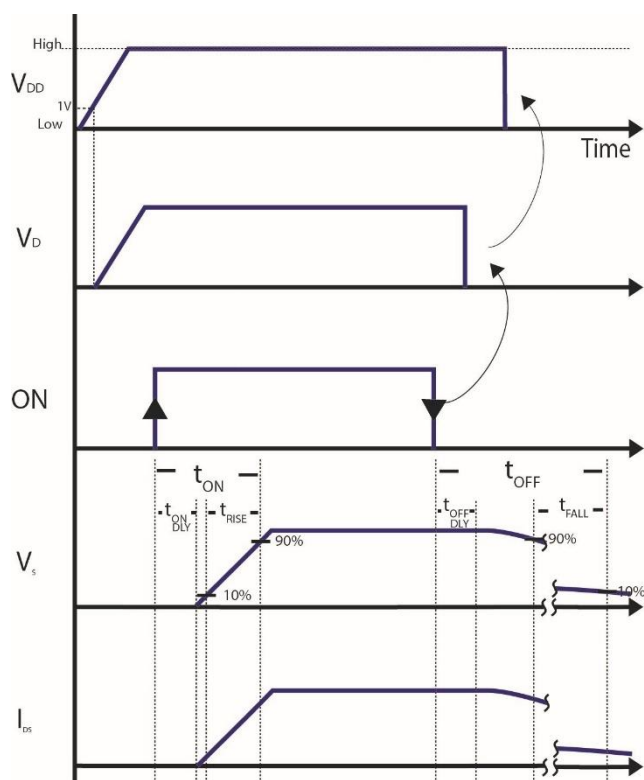 High
VDD
1V
Low
Time
VD
ON
tON
tOFF
tON DLY
tRISE
tOFF DLY
tFALL
90%
90%
Vs
10%
10%
IDS